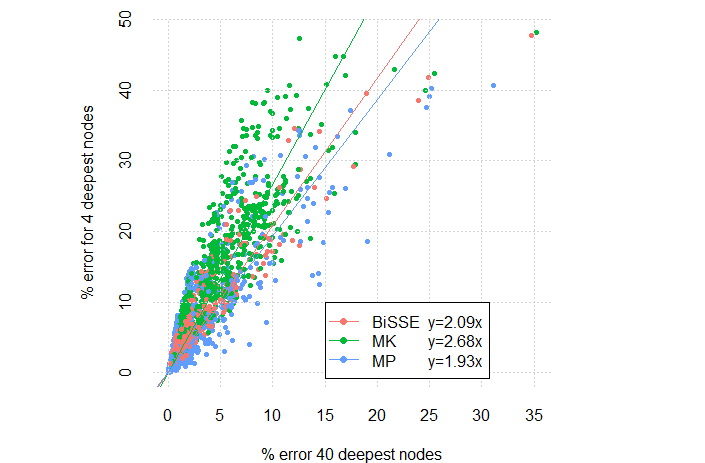 50
40
30
20
10
0
% error for 4 deepest nodes
BiSSE y=2.09x
MK y=2.68x
MP y=1.93x
0 5 10 15 20 25 30 35
% error 40 deepest nodes